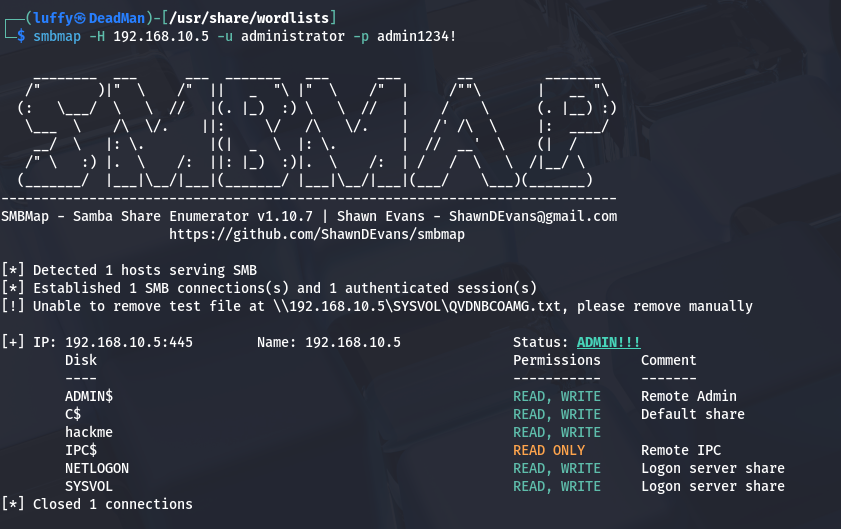 (luffy㉿DeadMan)-[/usr/share/wordlists]
$ smbmap -H 192.168.10.5 -u administrator -p admin1234!
SMBMAP
SMBMap - Samba Share Enumerator v1.10.7 | Shawn Evans - ShawnDEvans@gmail.com
https://github.com/ShawnDEvans/smbmap
[*] Detected 1 hosts serving SMB
[*] Established 1 SMB connections(s) and 1 authenticated session(s)
[!] Unable to remove test file at \\192.168.10.5\SYSVOL\QVDNBCOAMG.txt, please remove manually
[+] IP: 192.168.10.5:445 Name: 192.168.10.5 Status: ADMIN!!!
Disk Permissions Comment
---- ----------- -------
ADMIN$ READ, WRITE Remote Admin
C$ READ, WRITE Default share
hackme READ, WRITE
IPC$ READ ONLY Remote IPC
NETLOGON READ, WRITE Logon server share
SYSVOL READ, WRITE Logon server share
[*] Closed 1 connections